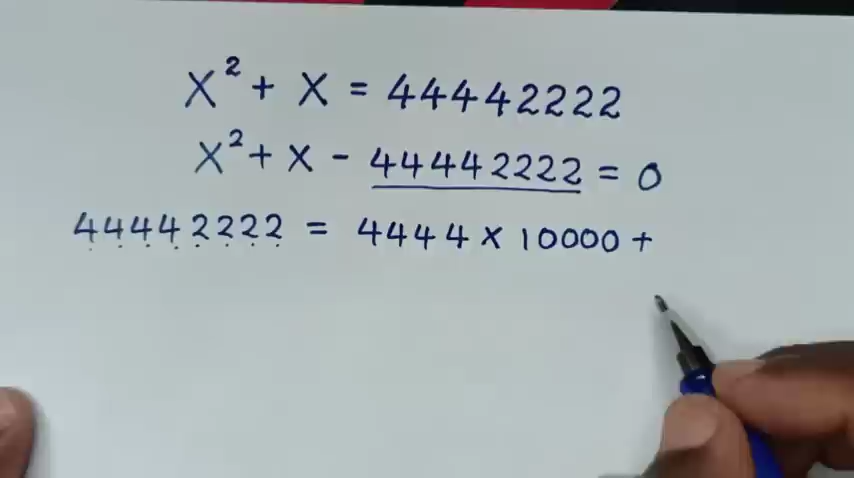 x² + x = 44442222
x² + x - 44442222 = 0
44442222 = 4444 × 10000 +